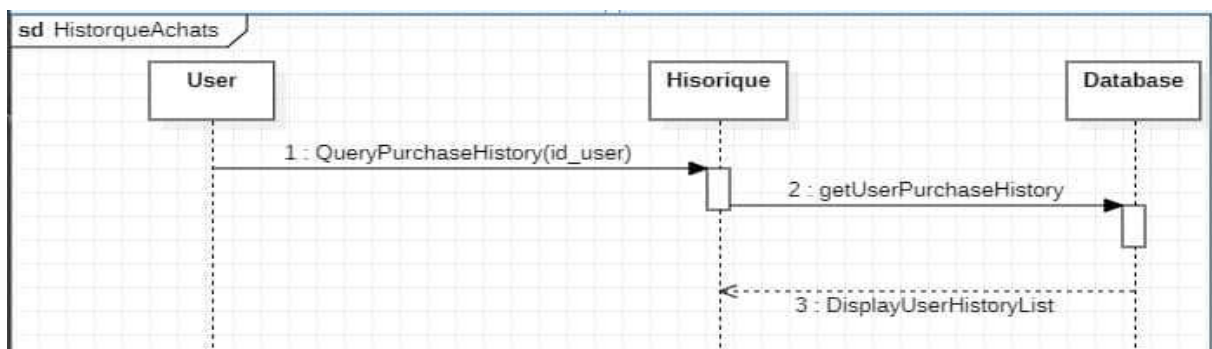 sd HistorqueAchats
User
Hisorique
Database
1 : QueryPurchaseHistory(id_user)
2 : getUserPurchaseHistory
3 : DisplayUserHistoryList